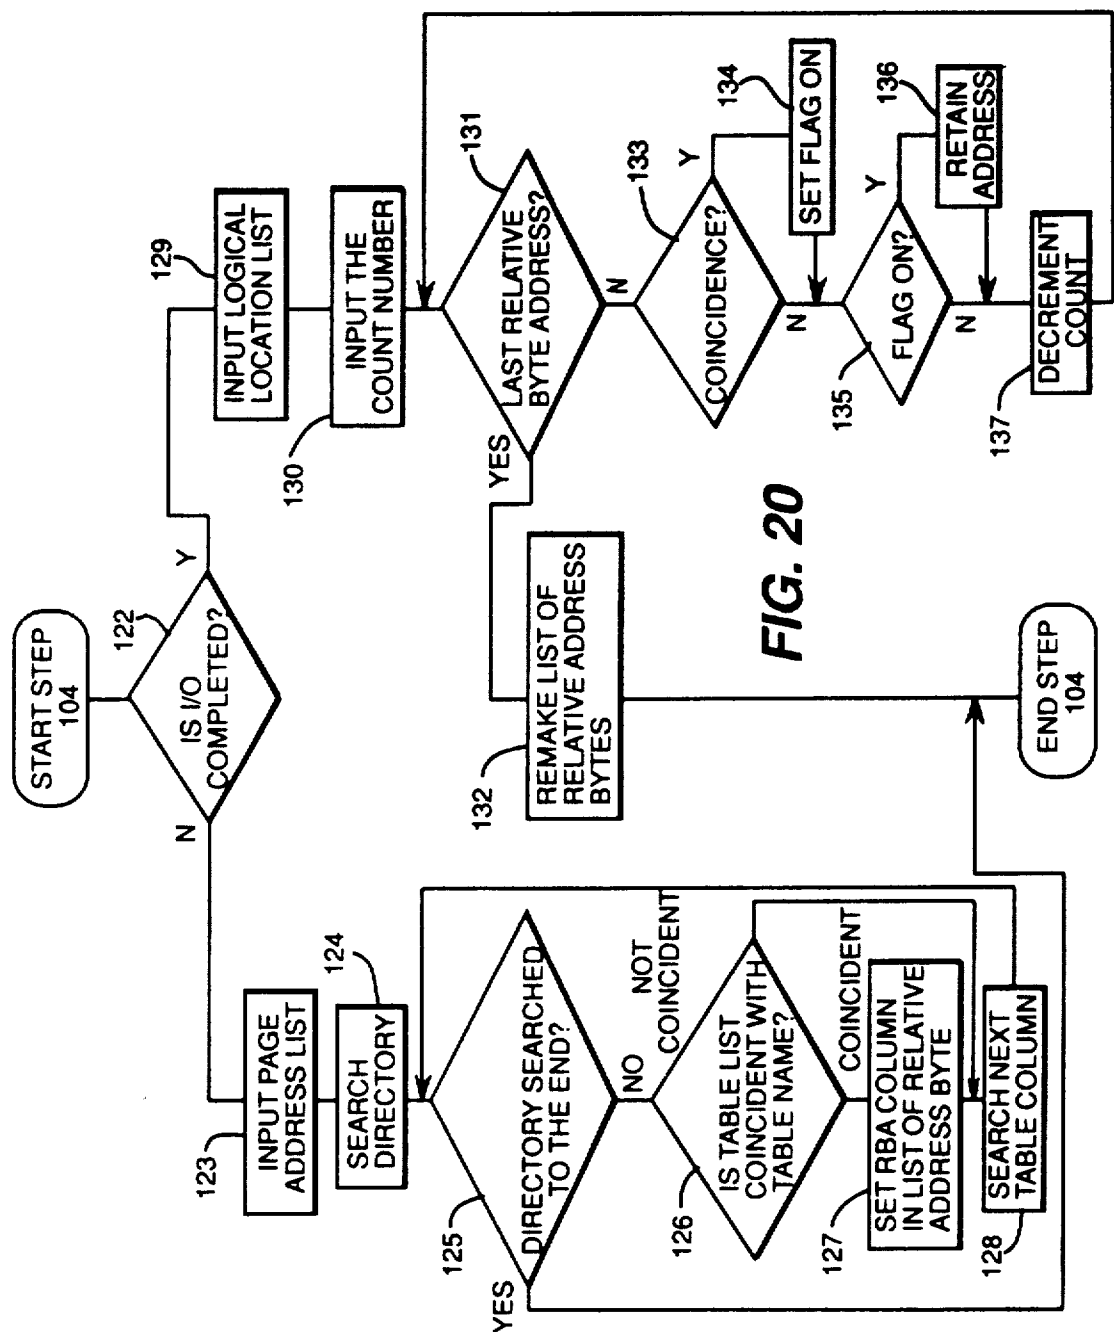 START STEP
104
122
IS I/O
COMPLETED?
N
Y
123
INPUT PAGE
ADDRESS LIST
124
SEARCH
DIRECTORY
125
DIRECTORY SEARCHED
TO THE END?
YES
NO
126
IS TABLE LIST
COINCIDENT WITH
TABLE NAME?
NOT
COINCIDENT
COINCIDENT
127
SET RBA COLUMN
IN LIST OF RELATIVE
ADDRESS BYTE
128
SEARCH NEXT
TABLE COLUMN
129
INPUT LOGICAL
LOCATION LIST
130
INPUT THE
COUNT NUMBER
131
LAST RELATIVE
BYTE ADDRESS?
YES
N
132
REMAKE LIST OF
RELATIVE ADDRESS
BYTES
133
COINCIDENCE?
Y
N
134
SET FLAG ON
135
FLAG ON?
Y
N
136
RETAIN
ADDRESS
137
DECREMENT
COUNT
END STEP
104
FIG. 20